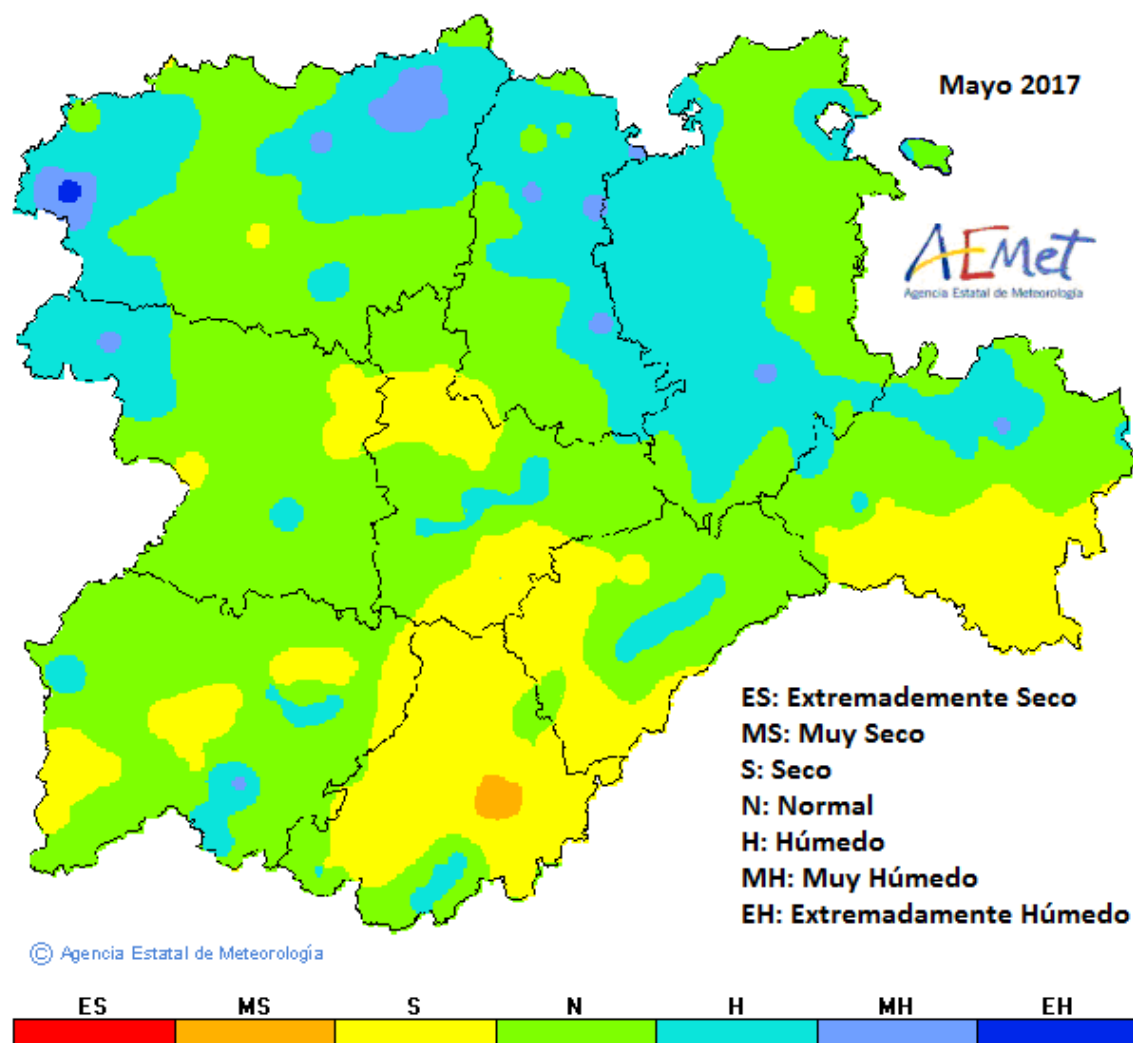 Mayo 2017
AEMet
Agencia Estatal de Meteorología
ES: Extremademente Seco
MS: Muy Seco
S: Seco
N: Normal
H: Húmedo
MH: Muy Húmedo
EH: Extremadamente Húmedo
© Agencia Estatal de Meteorología
ES MS S N H MH EH